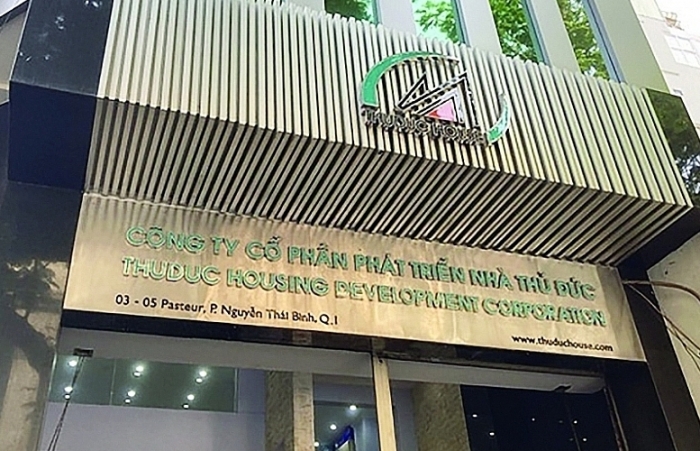 THUDUC HOUSE
CÔNG TY CỔ PHẦN PHÁT TRIỂN NHÀ THỦ ĐỨC
THUDUC HOUSING DEVELOPMENT CORPORATION
03 - 05 Pasteur, P. Nguyễn Thái Bình, Q.1
www.thuduchouse.com